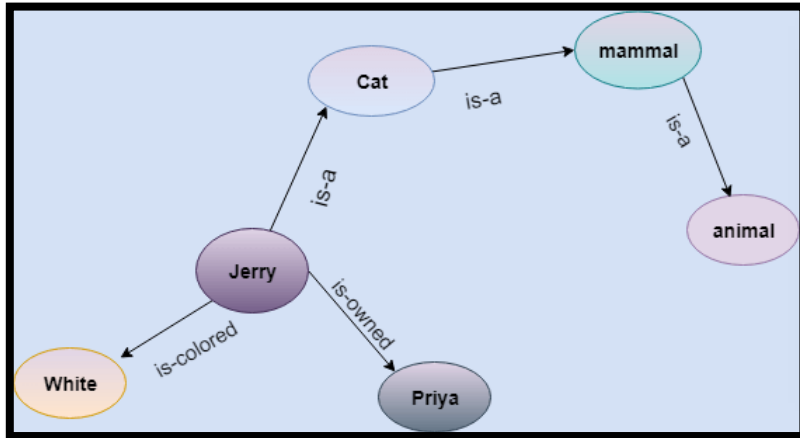 mammal
Cat
is-a
is-a
is-a
animal
Jerry
is-owned
is-colored
White
Priya